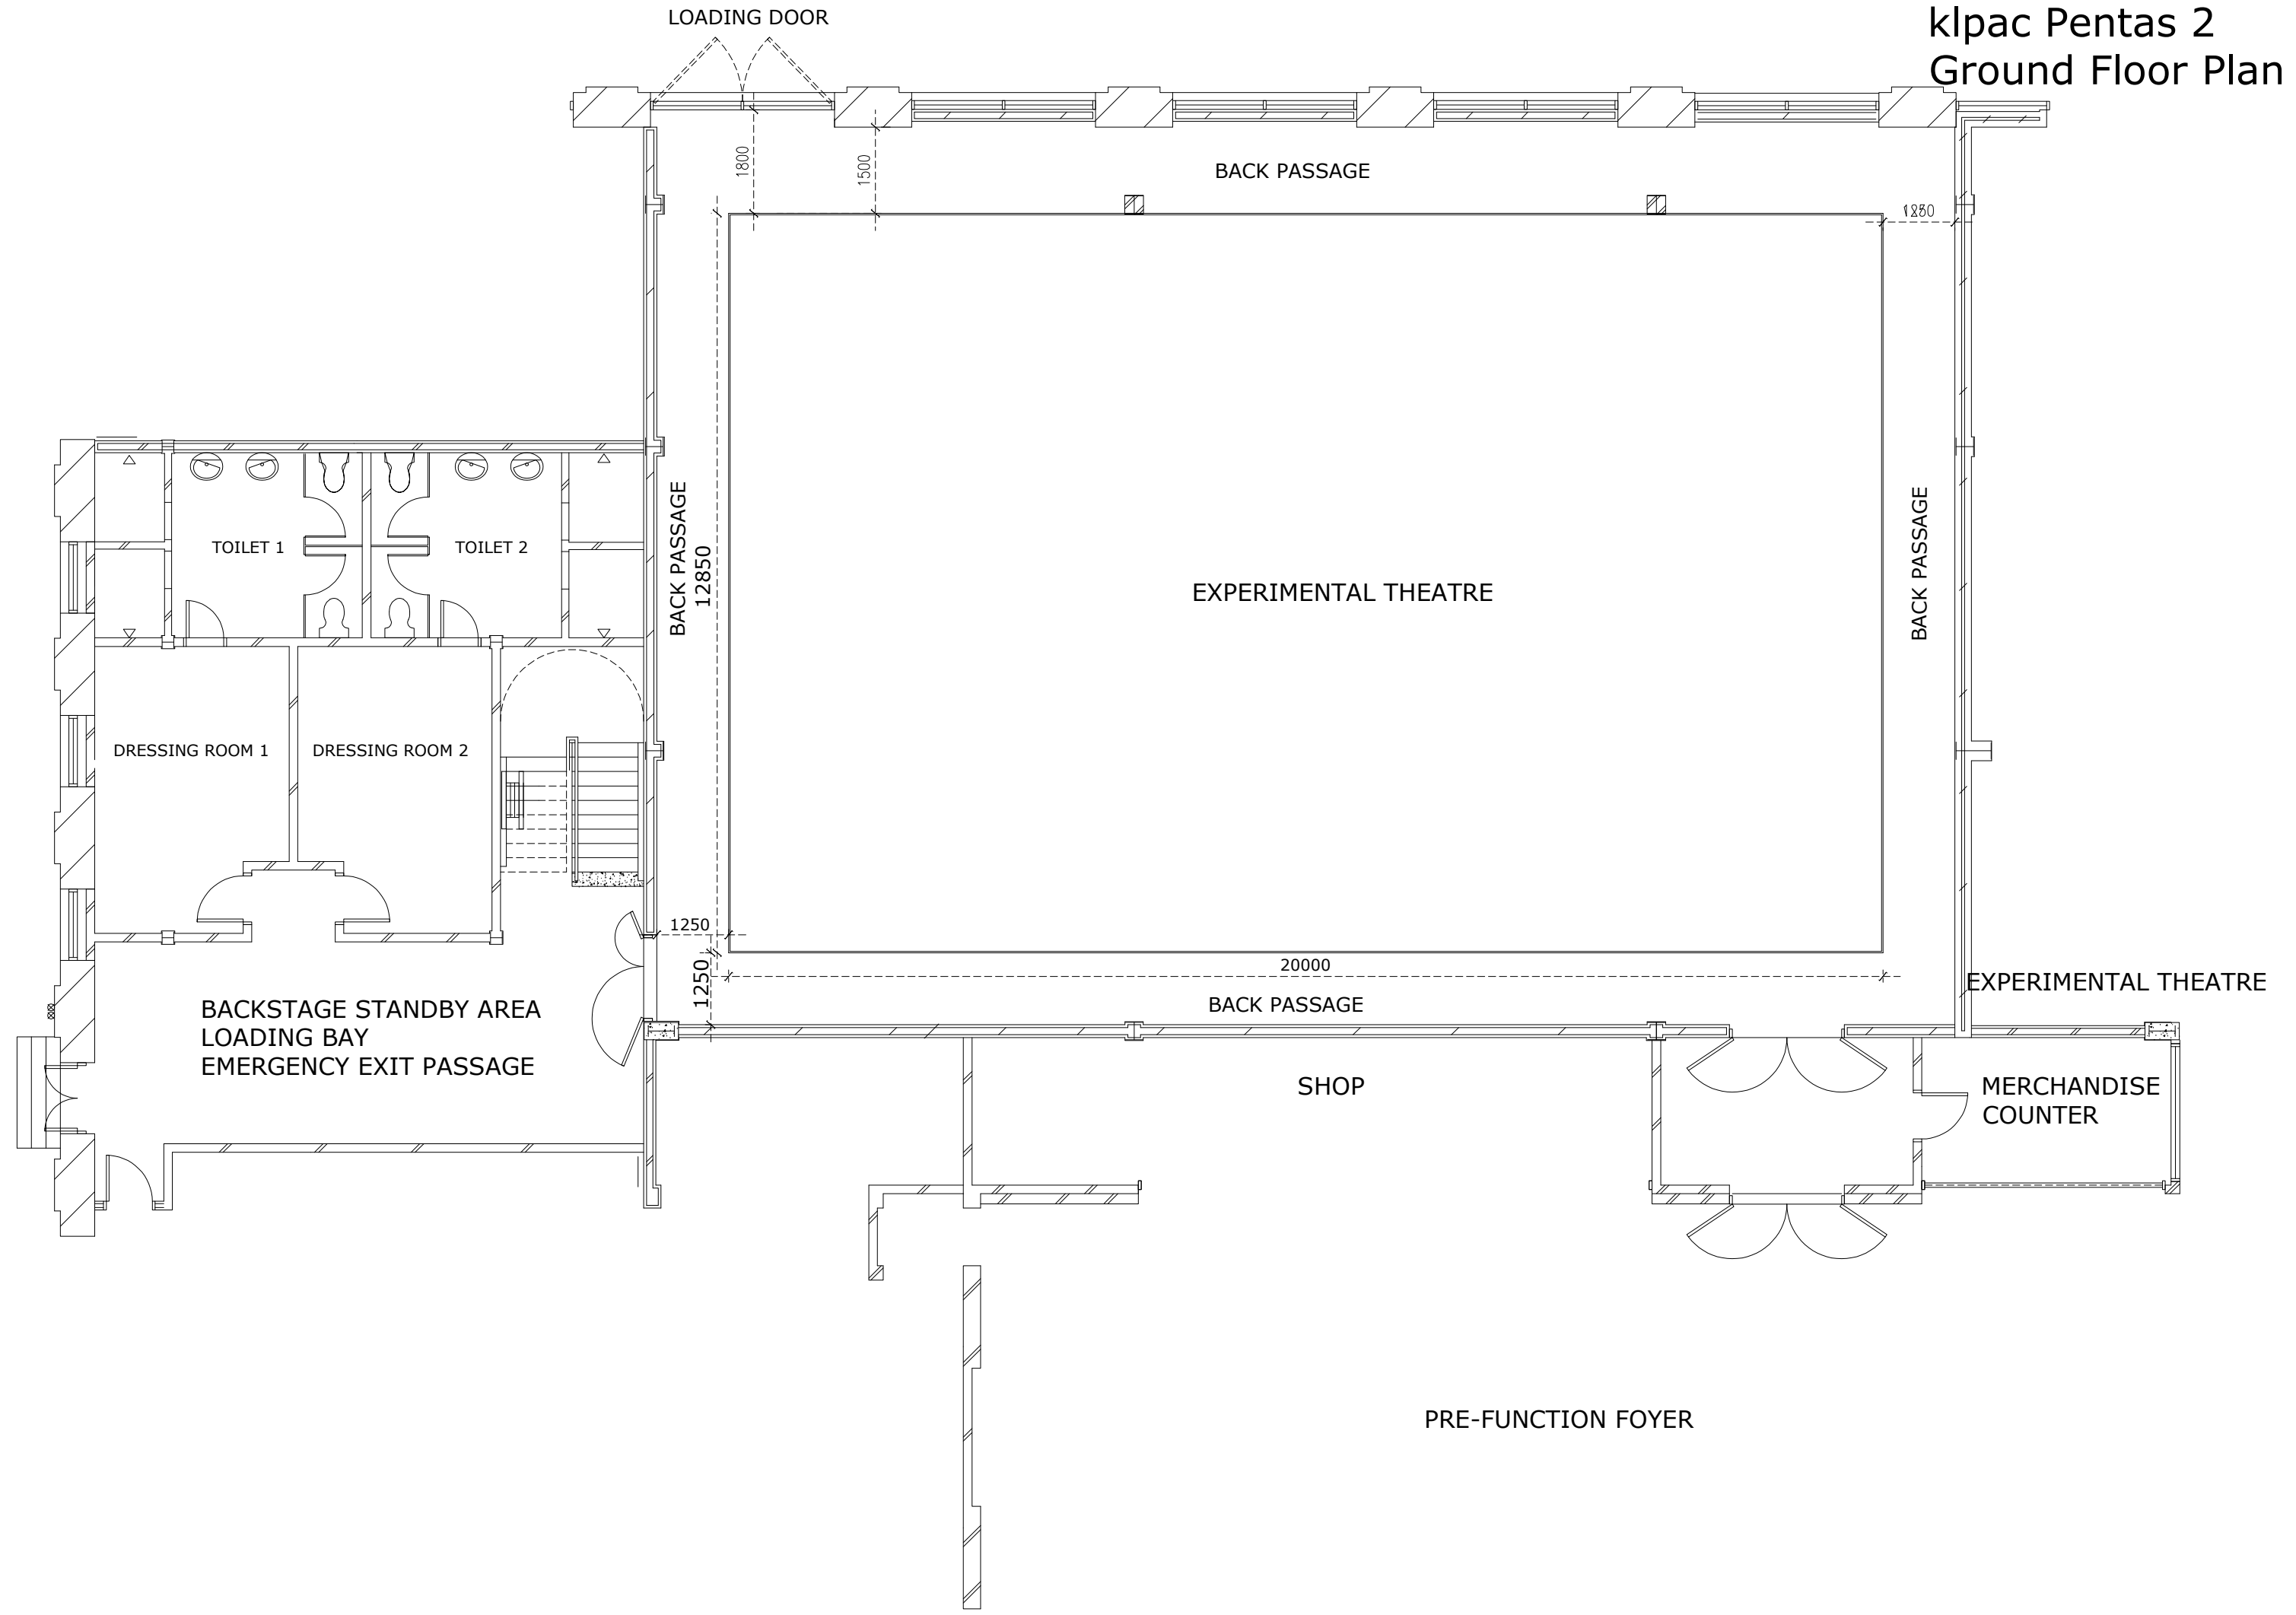 LOADING DOOR
klpac Pentas 2
Ground Floor Plan
1800
1500
BACK PASSAGE
BACK PASSAGE
12850
TOILET 1
TOILET 2
EXPERIMENTAL THEATRE
BACK PASSAGE
DRESSING ROOM 1
DRESSING ROOM 2
1250
1250
20000
BACK PASSAGE
EXPERIMENTAL THEATRE
BACKSTAGE STANDBY AREA
LOADING BAY
EMERGENCY EXIT PASSAGE
SHOP
MERCHANDISE
COUNTER
PRE-FUNCTION FOYER